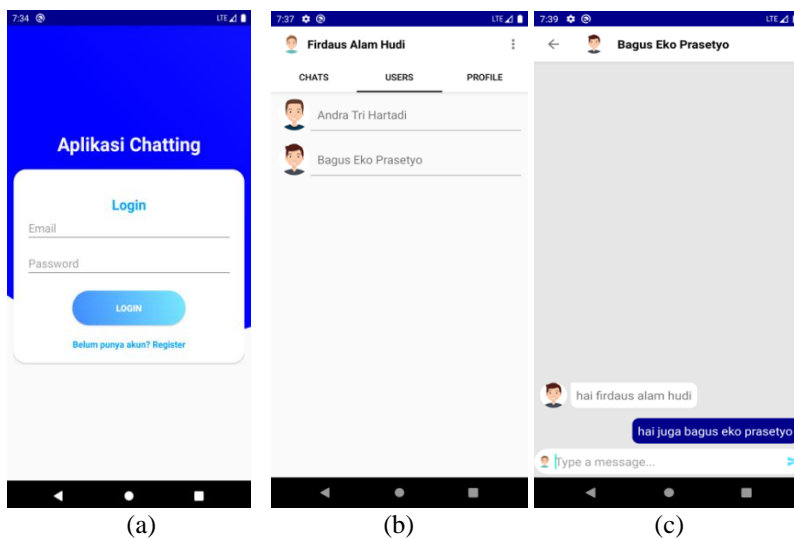 7:34 LTE
Aplikasi Chatting
Login
Email
Password
LOGIN
Belum punya akun? Register
(a)
7:37 LTE
Firdaus Alam Hudi
CHATS USERS PROFILE
Andra Tri Hartadi
Bagus Eko Prasetyo
(b)
7:39 LTE
Bagus Eko Prasetyo
hai firdaus alam hudi
hai juga bagus eko prasetyo
Type a message...
(c)